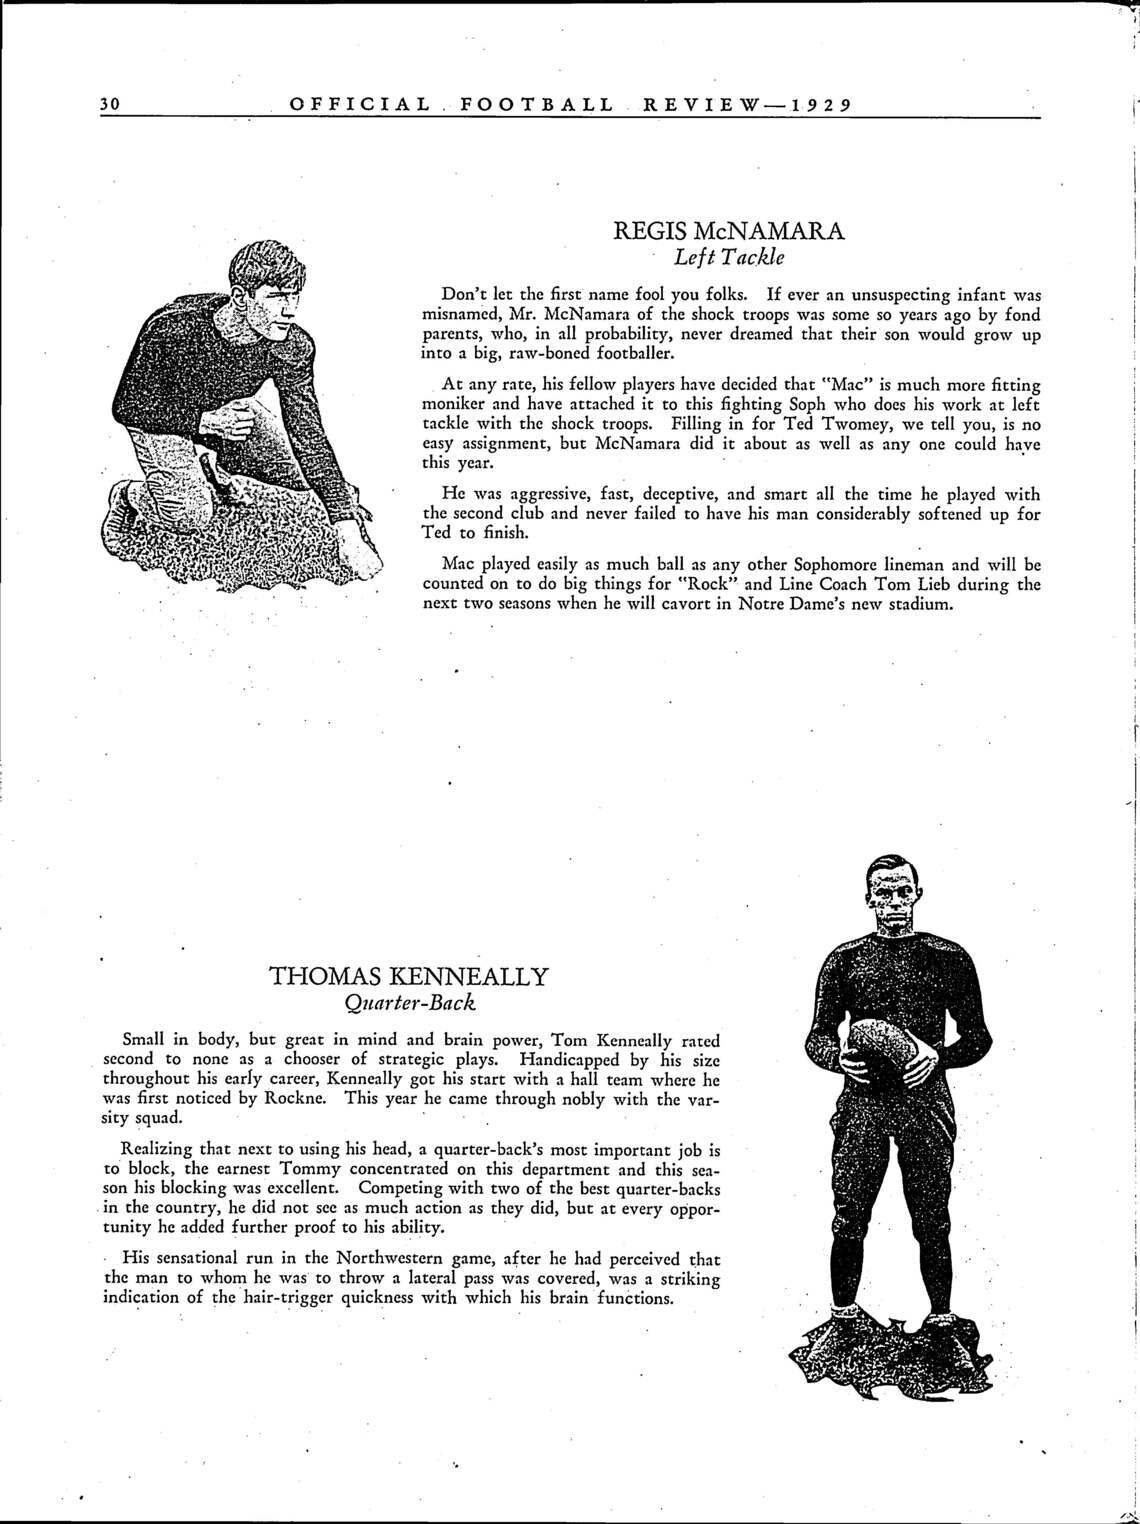 30 OFFICIAL FOOTBALL REVIEW—1929
REGIS McNAMARA
Left Tackle
Don't let the first name fool you folks. If ever an unsuspecting infant was
misnamed, Mr. McNamara of the shock troops was some so years ago by fond
parents, who, in all probability, never dreamed that their son would grow up
into a big, raw-boned footballer.
At any rate, his fellow players have decided that "Mac" is much more fitting
moniker and have attached it to this fighting Soph who does his work at left
tackle with the shock troops. Filling in for Ted Twomey, we tell you, is no
easy assignment, but McNamara did it about as well as any one could have
this year.
He was aggressive, fast, deceptive, and smart all the time he played with
the second club and never failed to have his man considerably softened up for
Ted to finish.
Mac played easily as much ball as any other Sophomore lineman and will be
counted on to do big things for "Rock" and Line Coach Tom Lieb during the
next two seasons when he will cavort in Notre Dame's new stadium.
THOMAS KENNEALLY
Quarter-Back
Small in body, but great in mind and brain power, Tom Kenneally rated
second to none as a chooser of strategic plays. Handicapped by his size
throughout his early career, Kenneally got his start with a hall team where he
was first noticed by Rockne. This year he came through nobly with the var-
sity squad.
Realizing that next to using his head, a quarter-back's most important job is
to block, the earnest Tommy concentrated on this department and this sea-
son his blocking was excellent. Competing with two of the best quarter-backs
in the country, he did not see as much action as they did, but at every oppor-
tunity he added further proof to his ability.
His sensational run in the Northwestern game, after he had perceived that
the man to whom he was to throw a lateral pass was covered, was a striking
indication of the hair-trigger quickness with which his brain functions.